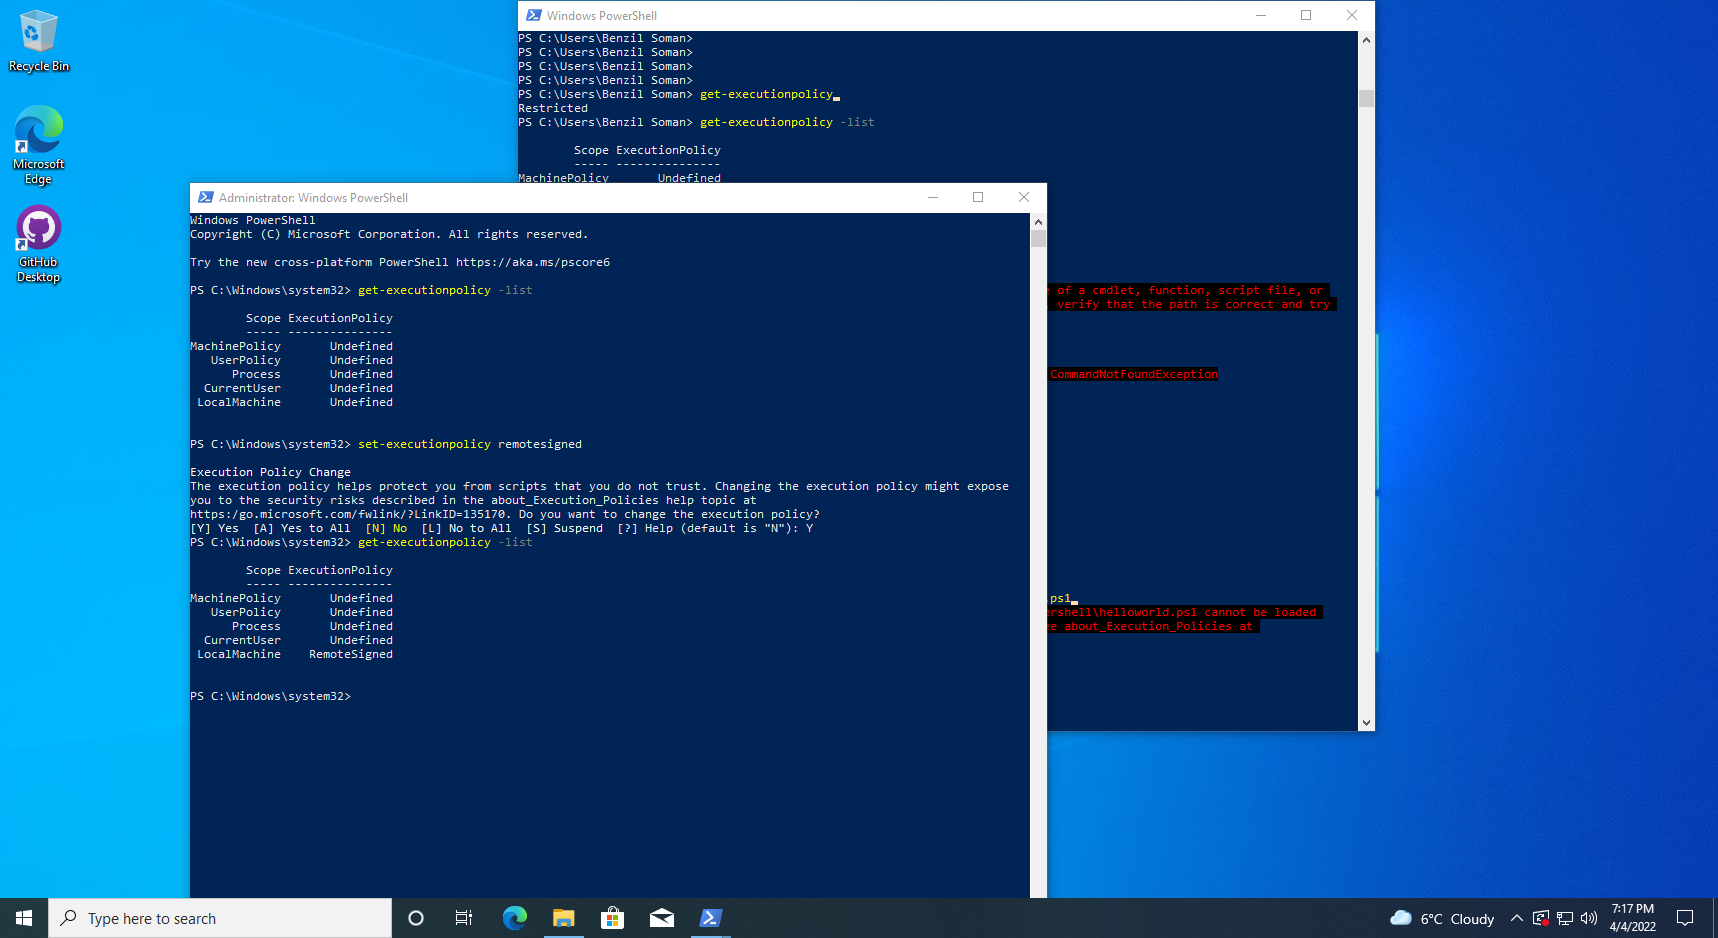 Recycle Bin
Microsoft
Edge
GitHub
Desktop
Windows PowerShell
PS C:\Users\Benzil Soman>
PS C:\Users\Benzil Soman>
PS C:\Users\Benzil Soman>
PS C:\Users\Benzil Soman>
PS C:\Users\Benzil Soman> get-executionpolicy
Restricted
PS C:\Users\Benzil Soman> get-executionpolicy -list
Scope ExecutionPolicy
----- ---------------
MachinePolicy Undefined
e of a cmdlet, function, script file, or
verify that the path is correct and try
CommandNotFoundException
.ps1
ershell\helloworld.ps1 cannot be loaded
ee about_Execution_Policies at
Administrator: Windows PowerShell
Windows PowerShell
Copyright (C) Microsoft Corporation. All rights reserved.
Try the new cross-platform PowerShell https://aka.ms/pscore6
PS C:\Windows\system32> get-executionpolicy -list
Scope ExecutionPolicy
----- ---------------
MachinePolicy Undefined
UserPolicy Undefined
Process Undefined
CurrentUser Undefined
LocalMachine Undefined
PS C:\Windows\system32> set-executionpolicy remotesigned
Execution Policy Change
The execution policy helps protect you from scripts that you do not trust. Changing the execution policy might expose
you to the security risks described in the about_Execution_Policies help topic at
https:/go.microsoft.com/fwlink/?LinkID=135170. Do you want to change the execution policy?
[Y] Yes [A] Yes to All [N] No [L] No to All [S] Suspend [?] Help (default is "N"): Y
PS C:\Windows\system32> get-executionpolicy -list
Scope ExecutionPolicy
----- ---------------
MachinePolicy Undefined
UserPolicy Undefined
Process Undefined
CurrentUser Undefined
LocalMachine RemoteSigned
PS C:\Windows\system32>
Type here to search
6°C Cloudy
7:17 PM
4/4/2022